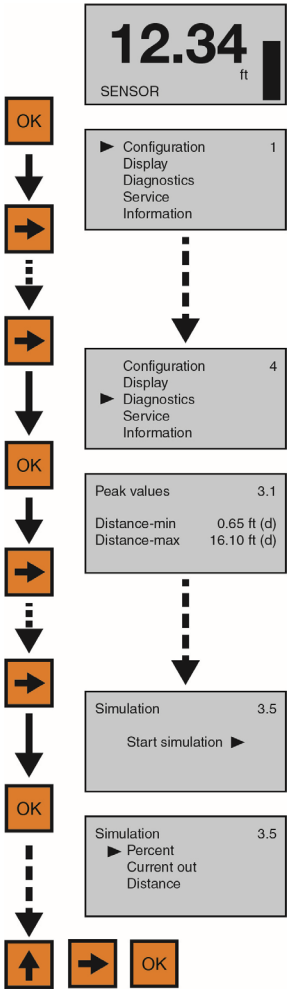 12.34
ft
SENSOR
OK
Configuration 1
Display
Diagnostics
Service
Information
Configuration 4
Display
Diagnostics
Service
Information
OK
Peak values 3.1
Distance-min 0.65 ft (d)
Distance-max 16.10 ft (d)
Simulation 3.5
Start simulation
OK
Simulation 3.5
Percent
Current out
Distance
OK